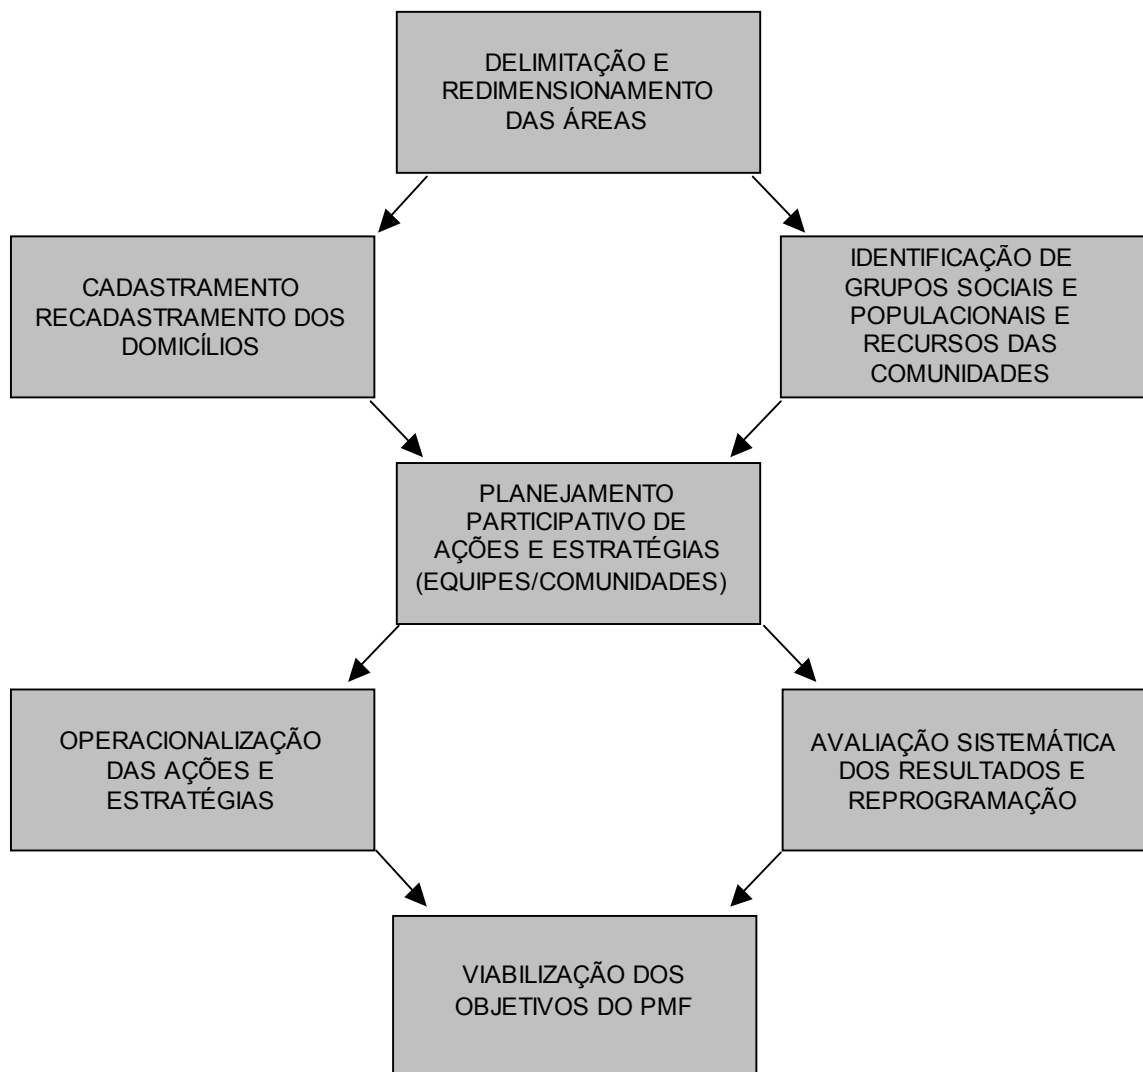 DELIMITAÇÃO E
REDIMENSIONAMENTO
DAS ÁREAS
CADASTRAMENTO
RECADASTRAMENTO DOS
DOMICÍLIOS
IDENTIFICAÇÃO DE
GRUPOS SOCIAIS E
POPULACIONAIS E
RECURSOS DAS
COMUNIDADES
PLANEJAMENTO
PARTICIPATIVO DE
AÇÕES E ESTRATÉGIAS
(EQUIPES/COMUNIDADES)
OPERACIONALIZAÇÃO
DAS AÇÕES E
ESTRATÉGIAS
AVALIAÇÃO SISTEMÁTICA
DOS RESULTADOS E
REPROGRAMAÇÃO
VIABILIZAÇÃO DOS
OBJETIVOS DO PMF